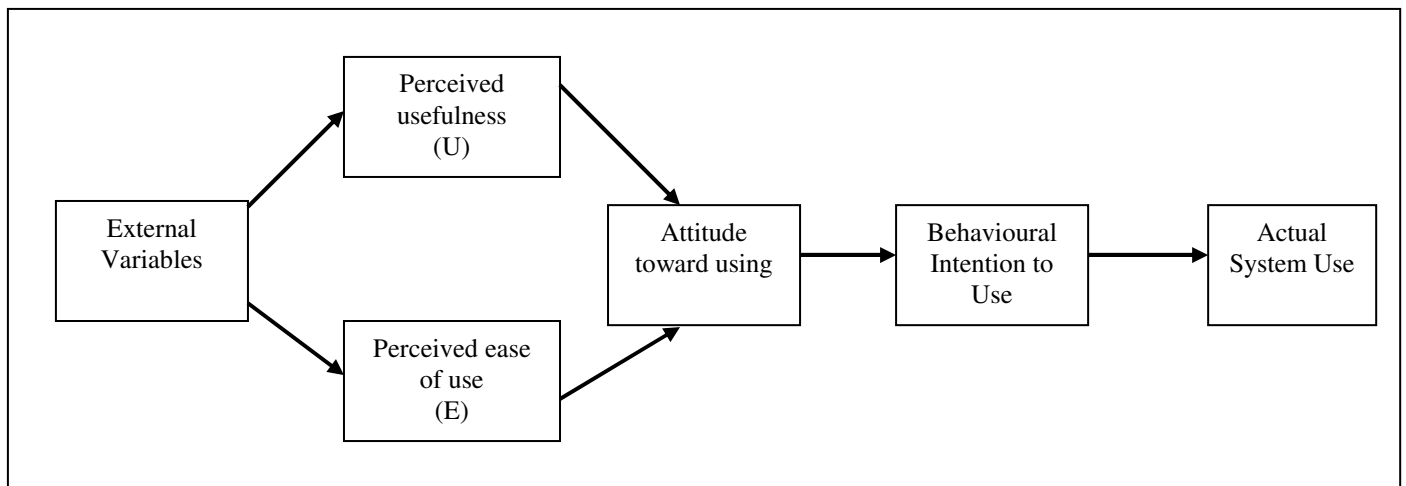 External
Variables
Perceived
usefulness
(U)
Perceived ease
of use
(E)
Attitude
toward using
Behavioural
Intention to
Use
Actual
System Use